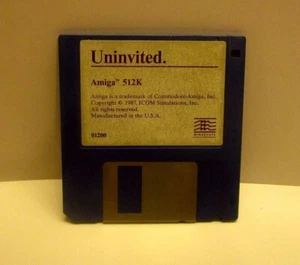 Uninvited.
Amiga™ 512K
Amiga is a trademark of Commodore-Amiga, Inc.
Copyright © 1987, ICOM Simulations, Inc.
All rights reserved.
Manufactured in the U.S.A.
01200